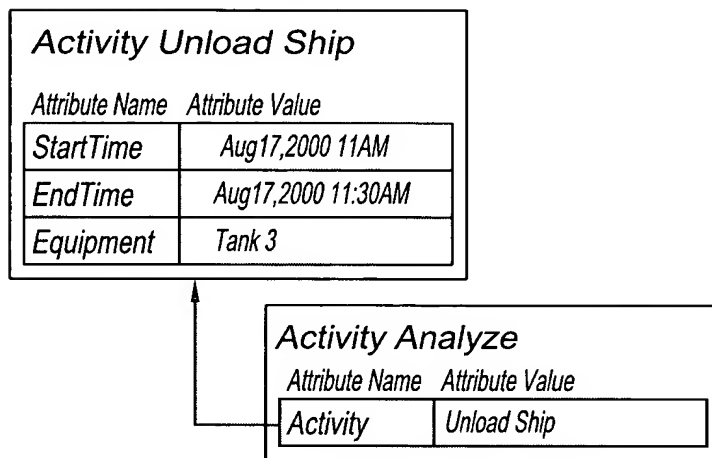 Activity Unload Ship
Attribute Name Attribute Value
StartTime Aug17,2000 11AM
EndTime Aug17,2000 11:30AM
Equipment Tank 3
Activity Analyze
Attribute Name Attribute Value
Activity Unload Ship